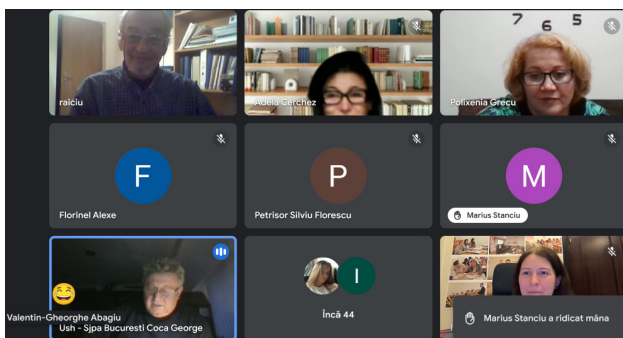 7 6 5
raiciu
Adela Cerchez
Polixenia Grecu
F
P
M
Florinel Alexe
Petrisor Silviu Florescu
Marius Stanciu
I
Încă 44
Valentin-Gheorghe Abagiu
Ush - Sjpa Bucuresti Coca George
Marius Stanciu a ridicat mâna